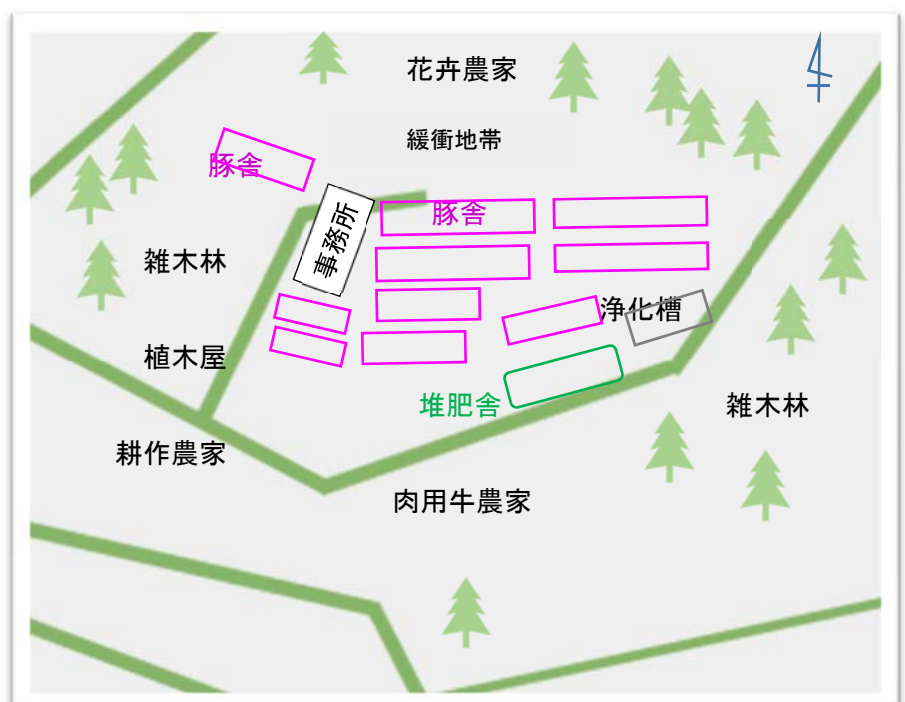 花卉農家
緩衝地帯
豚舎
事務所
豚舎
雑木林
浄化槽
植木屋
堆肥舎
雑木林
耕作農家
肉用牛農家